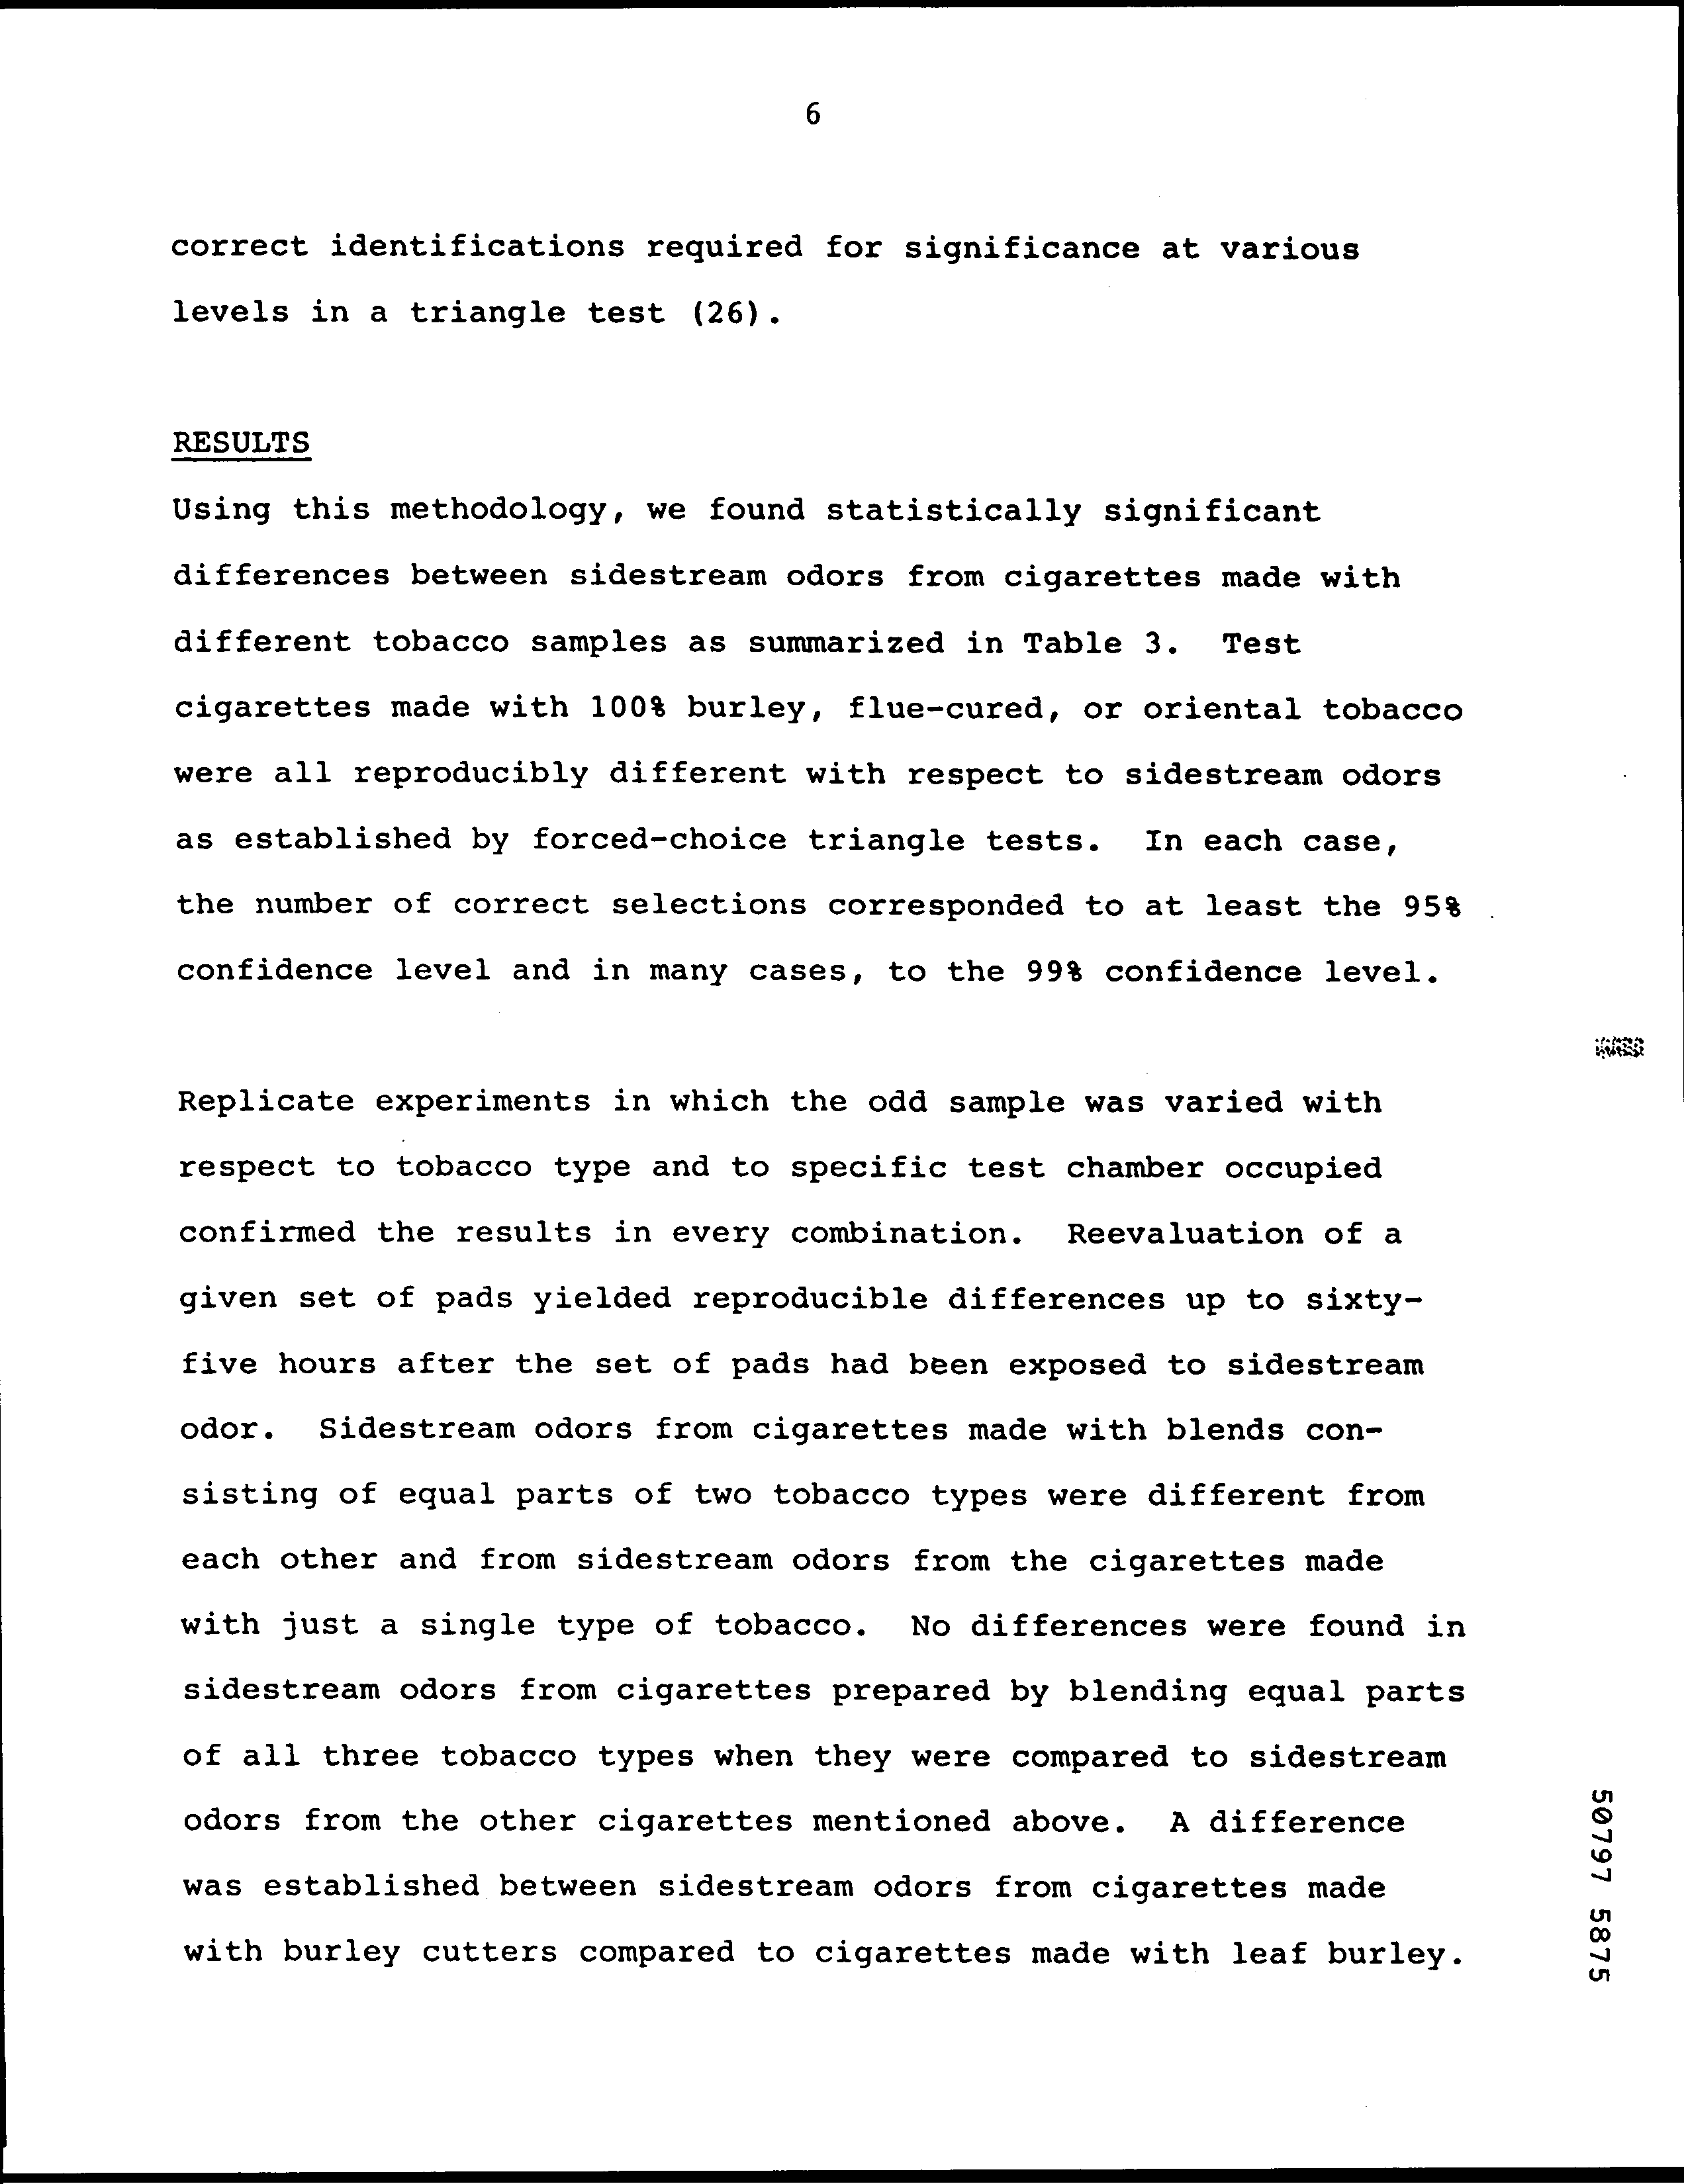 6
correct identifications required for significance at various
levels in a triangle test (26).
RESULTS
Using this methodology, we found statistically significant
differences between sidestream odors from cigarettes made with
different tobacco samples as summarized in Table 3.  Test
cigarettes made with 100% burley, flue-cured, or oriental tobacco
were all reproducibly different with respect to sidestream odors
as established by forced-choice triangle tests.  In each case,
the number of correct selections corresponded to at least the 95%
confidence level and in many cases, to the 99% confidence level.
Replicate experiments in which the odd sample was varied with
respect to tobacco type and to specific test chamber occupied
confirmed the results in every combination.  Reevaluation of a
given set of pads yielded reproducible differences up to sixty-
five hours after the set of pads had been exposed to sidestream
odor.  Sidestream odors from cigarettes made with blends con-
sisting of equal parts of two tobacco types were different from
each other and from sidestream odors from the cigarettes made
with just a single type of tobacco.  No differences were found in
sidestream odors from cigarettes prepared by blending equal parts
of all three tobacco types when they were compared to sidestream
odors from the other cigarettes mentioned above.  A difference
was established between sidestream odors from cigarettes made
with burley cutters compared to cigarettes made with leaf burley.
50797 5875